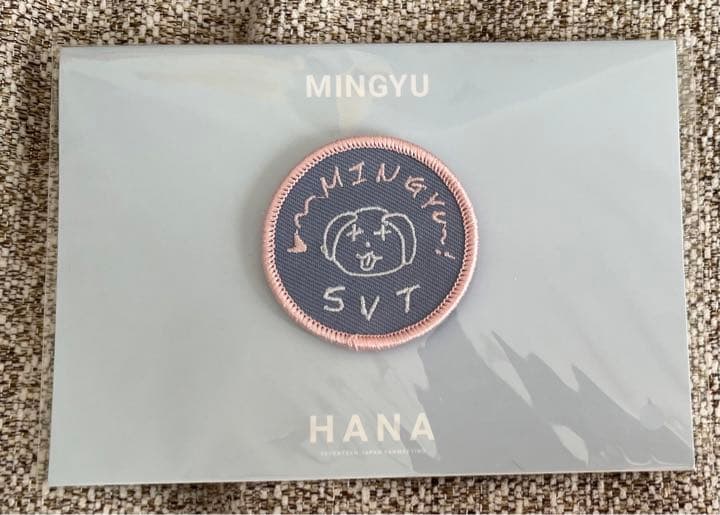 MINGYU
MINGYU~!
SVT
HANA
SEVENTEEN JAPAN FANMEETING